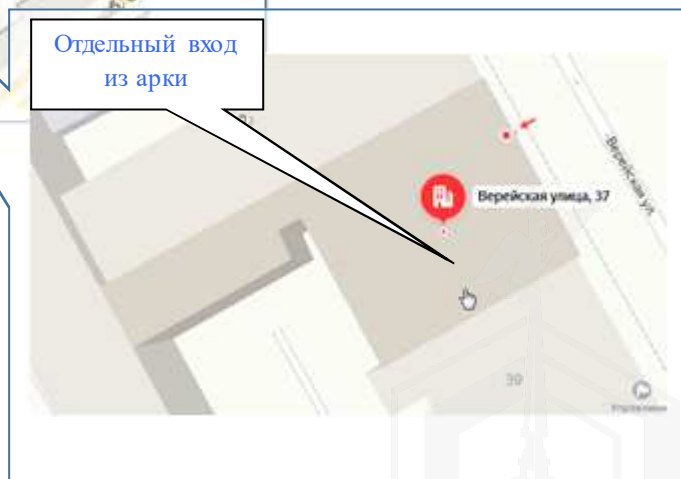 Отдельный вход
из арки
Верейская ул.
Верейская улица, 37
39